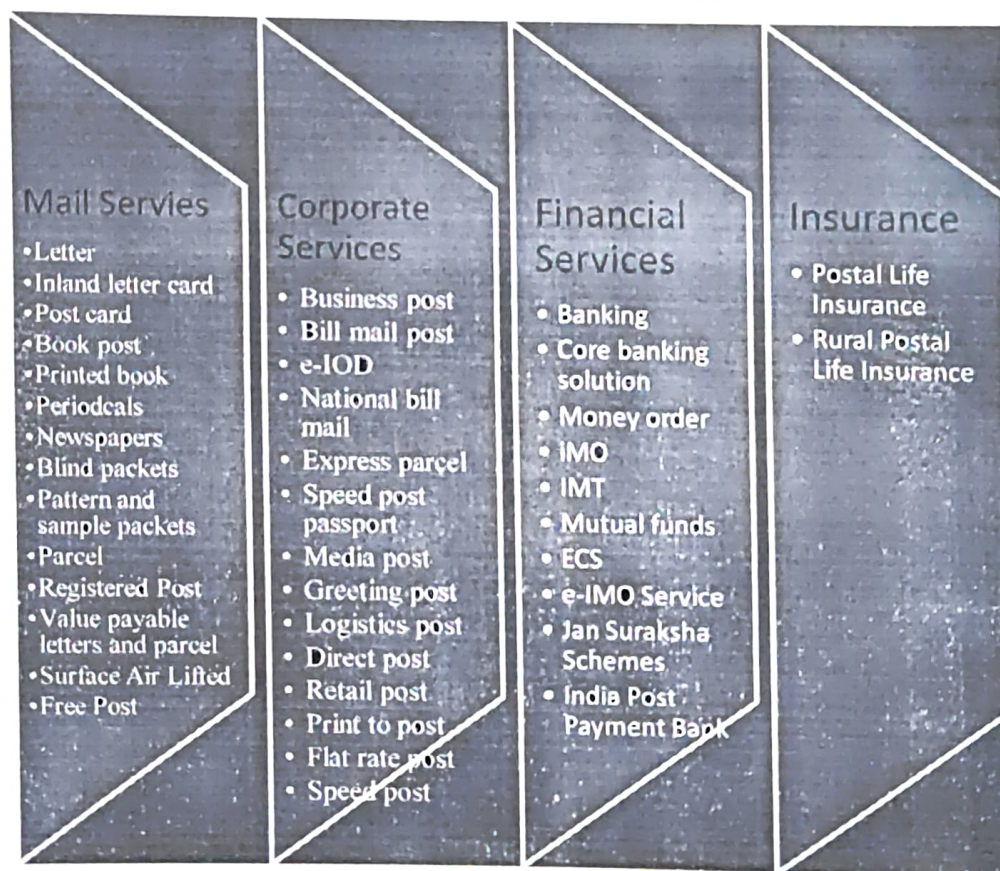 Mail Servies
•Letter
•Inland letter card
•Post card
•Book post
•Printed book
•Periodcals
•Newspapers
•Blind packets
•Pattern and
sample packets
•Parcel
•Registered Post
•Value payable
letters and parcel
•Surface Air Lifted
•Free Post
Corporate
Services
• Business post
• Bill mail post
• e-IOD
• National bill
mail
• Express parcel
• Speed post
passport
• Media post
• Greeting post
• Logistics post
• Direct post
• Retail post
• Print to post
• Flat rate post
• Speed post
Financial
Services
• Banking
• Core banking
solution
• Money order
• IMO
• IMT
• Mutual funds
• ECS
• e-IMO Service
• Jan Suraksha
Schemes
• India Post
Payment Bank
Insurance
• Postal Life
Insurance
• Rural Postal
Life Insurance